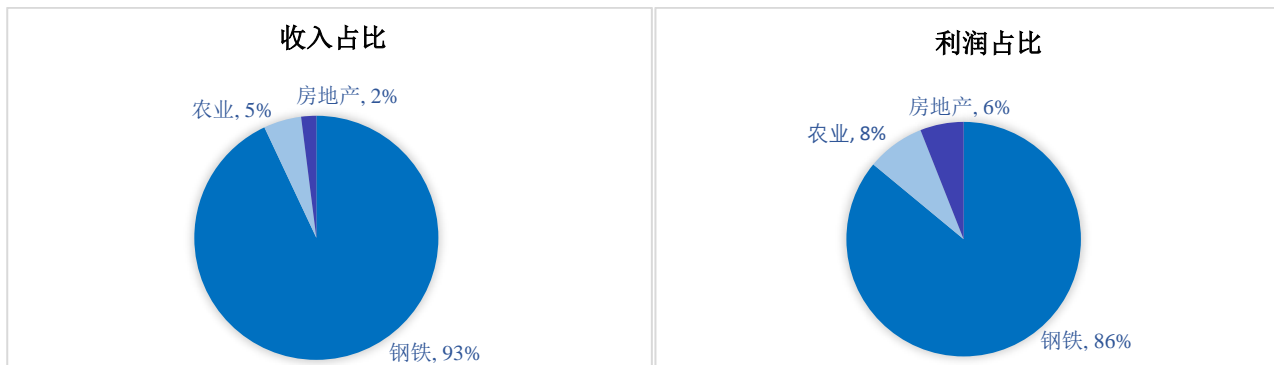 收入占比
房地产, 2%
农业, 5%
钢铁, 93%
利润占比
房地产, 6%
农业, 8%
钢铁, 86%